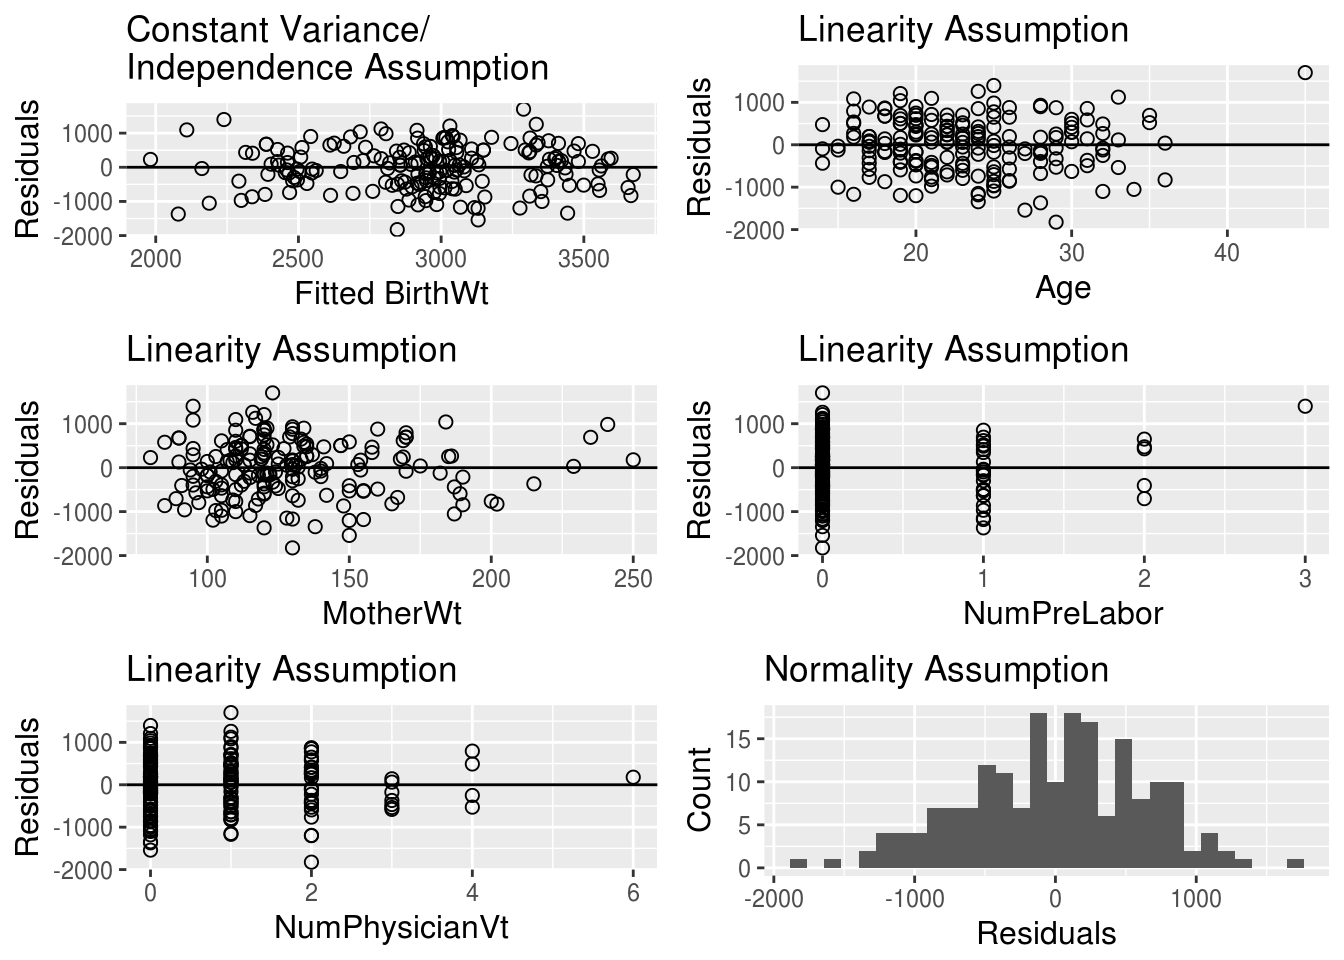 Constant Variance/
Independence Assumption
Residuals
1000
0
-1000
-2000
2000 2500 3000 3500
Fitted BirthWt
Linearity Assumption
Residuals
1000
0
-1000
-2000
20 30 40
Age
Linearity Assumption
Residuals
1000
0
-1000
-2000
100 150 200 250
MotherWt
Linearity Assumption
Residuals
1000
0
-1000
-2000
0 1 2 3
NumPreLabor
Linearity Assumption
Residuals
1000
0
-1000
-2000
0 2 4 6
NumPhysicianVt
Normality Assumption
Count
15
10
5
0
-2000 -1000 0 1000
Residuals